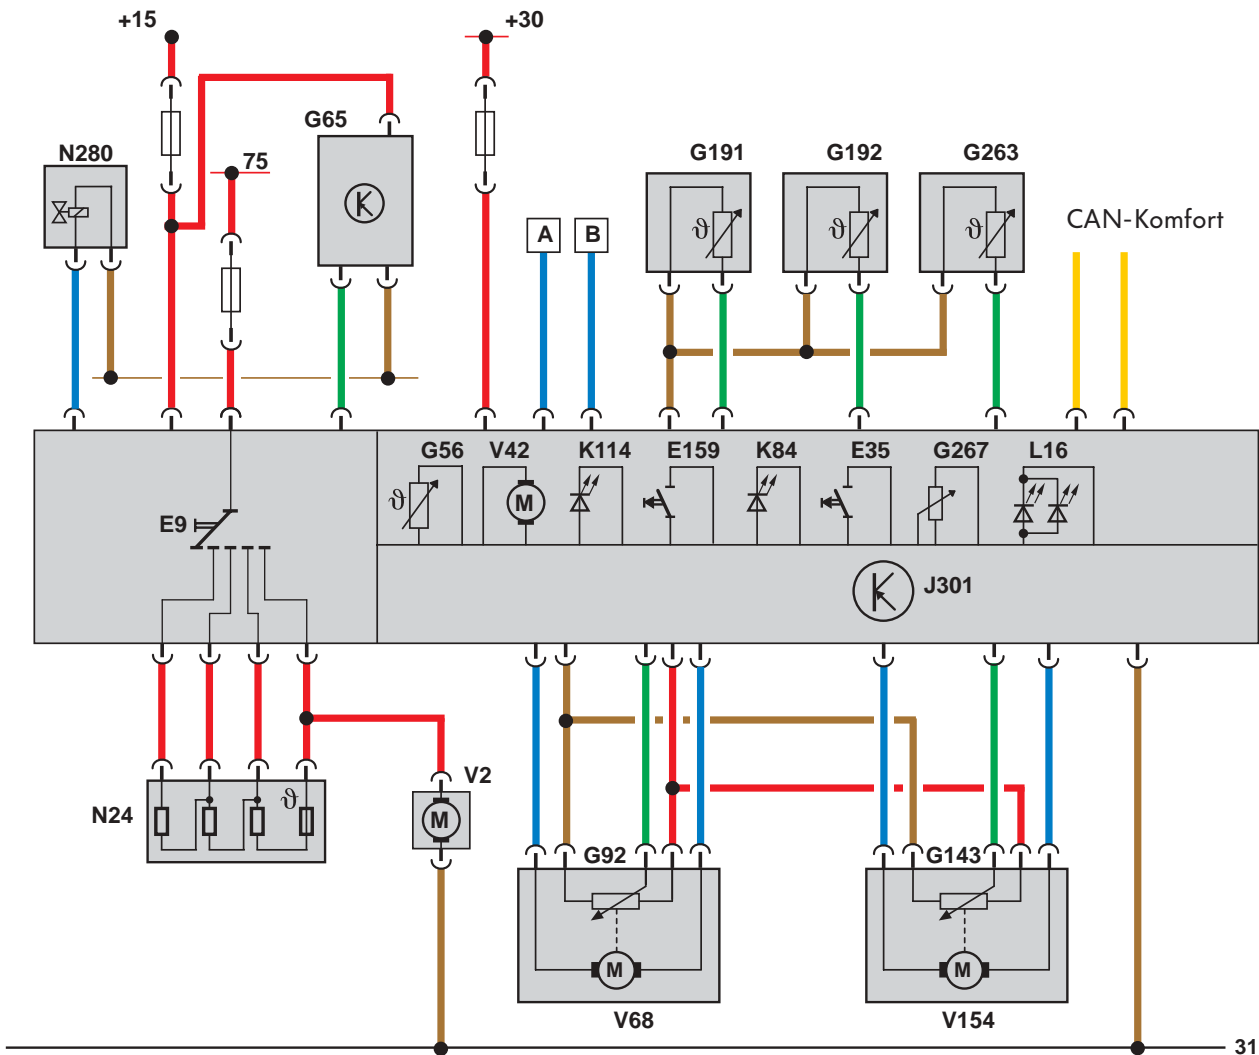 +15
+30
G65
N280
75
G191
G192
G263
A
B
CAN-Komfort
ϑ
ϑ
ϑ
G56
V42
K114
E159
K84
E35
G267
L16
ϑ
M
E9
J301
N24
ϑ
V2
M
G92
G143
M
M
V68
V154
31